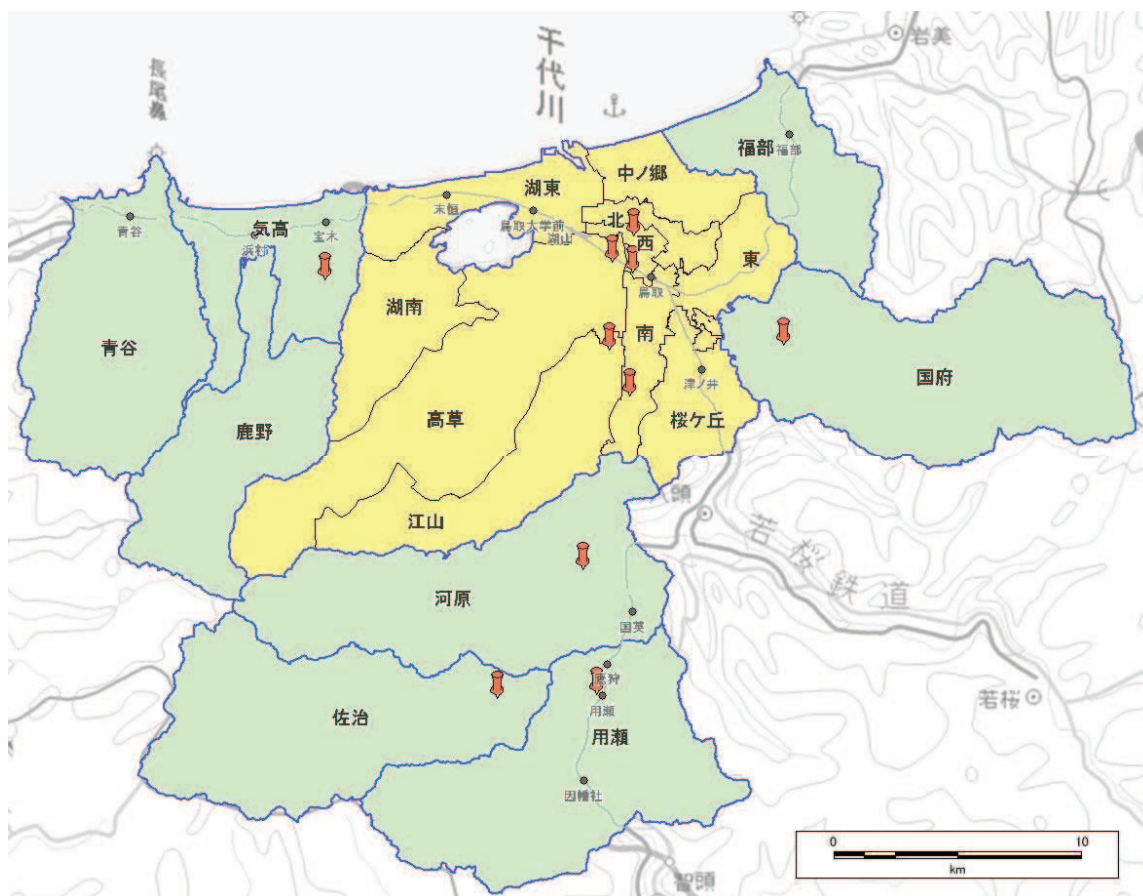 岩美
千代川
長尾鼻
福部
福部
中ノ郷
湖東
末恒
鳥取大学前
湖山
北
西
東
青谷
気高
宝木
浜村
鳥取
湖南
南
青谷
国府
津ノ井
高草
桜ケ丘
鹿野
八頭
江山
若桜鉄道
河原
国英
鷹狩
用瀬
佐治
用瀬
若桜
因幡社
智頭
0
10
km